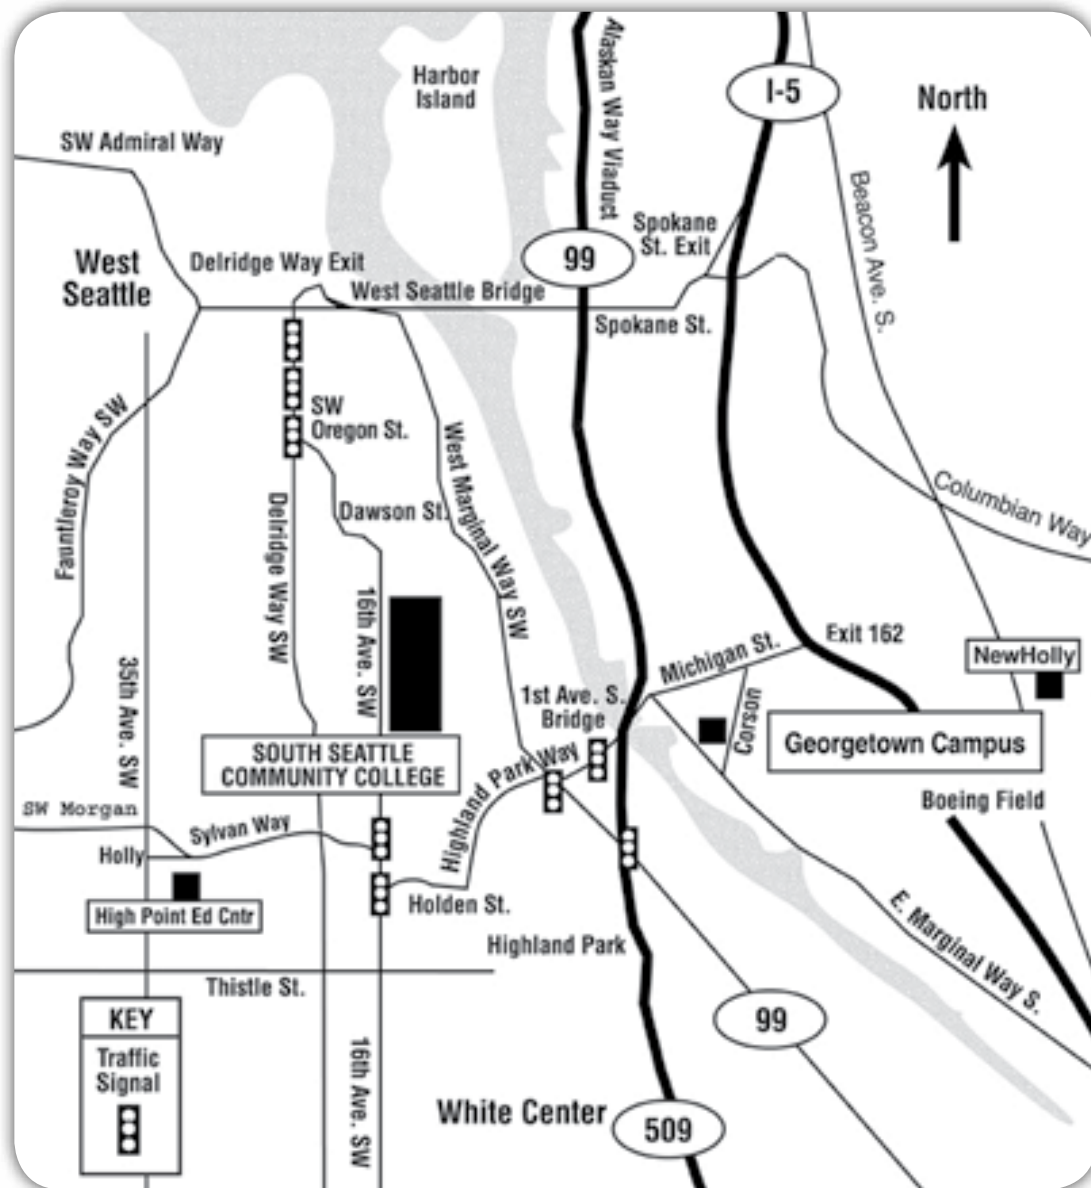 Harbor
Island
Alaskan Way Viaduct
I-5
North
SW Admiral Way
Beacon Ave. S.
Spokane
St. Exit
99
West
Seattle
Delridge Way Exit
West Seattle Bridge
Spokane St.
SW
Oregon St.
Fauntleroy Way SW
West Marginal Way SW
Columbian Way
Delridge Way SW
Dawson St.
16th Ave. SW
35th Ave. SW
Exit 162
Michigan St.
NewHolly
1st Ave. S.
Bridge
Corson
Georgetown Campus
SOUTH SEATTLE
COMMUNITY COLLEGE
Highland Park Way
SW Morgan
Sylvan Way
Boeing Field
Holly
Holden St.
High Point Ed Cntr
E. Marginal Way S.
Highland Park
Thistle St.
KEY
Traffic
Signal
99
16th Ave. SW
White Center
509